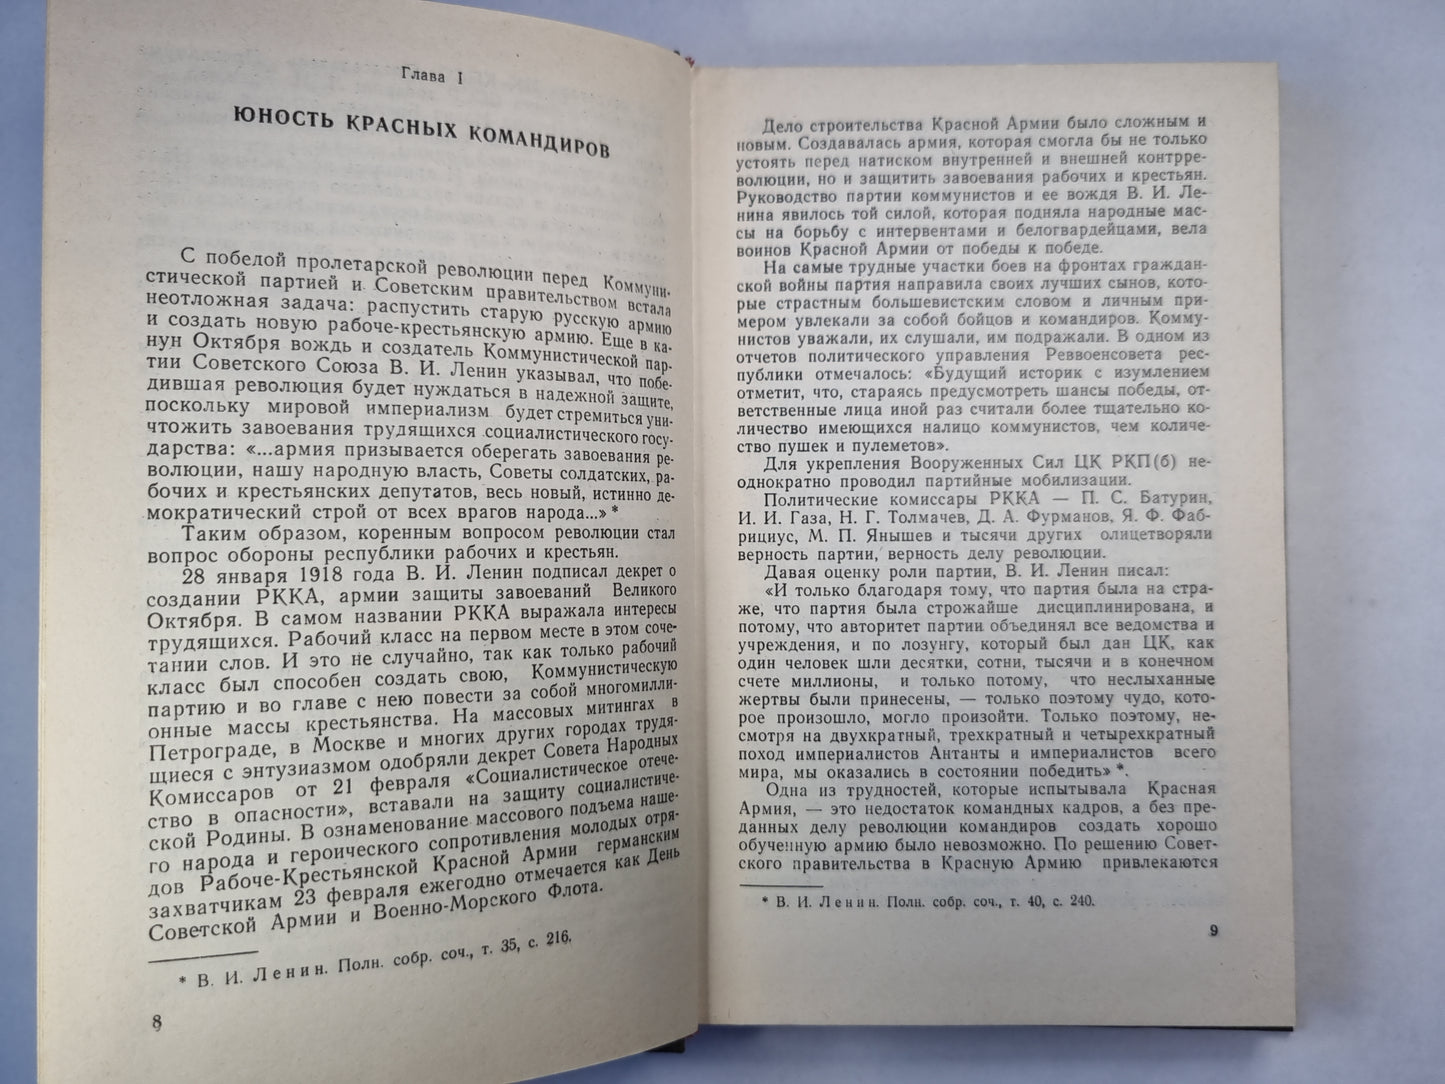 Глава I
ЮНОСТЬ КРАСНЫХ КОМАНДИРОВ
С победой пролетарской революции перед Коммуни-
стической партией и Советским правительством встала
неотложная задача: распустить старую русскую армию
и создать новую рабоче-крестьянскую армию. Еще в ка-
нун Октября вождь и создатель Коммунистической пар-
тии Советского Союза В. И. Ленин указывал, что побе-
дившая революция будет нуждаться в надежной защите,
поскольку мировой империализм будет стремиться уни-
чтожить завоевания трудящихся социалистического госу-
дарства: «...армия призывается оберегать завоевания ре-
волюции, нашу народную власть, Советы солдатских, ра-
бочих и крестьянских депутатов, весь новый, истинно де-
мократический строй от всех врагов народа...» *
Таким образом, коренным вопросом революции стал
вопрос обороны республики рабочих и крестьян.
28 января 1918 года В. И. Ленин подписал декрет о
создании РККА, армии защиты завоеваний Великого
Октября. В самом названии РККА выражала интересы
трудящихся. Рабочий класс на первом месте в этом соче-
тании слов. И это не случайно, так как только рабочий
класс был способен создать свою, Коммунистическую
партию и во главе с нею повести за собой многомилли-
онные массы крестьянства. На массовых митингах в
Петрограде, в Москве и многих других городах трудя-
щиеся с энтузиазмом одобряли декрет Совета Народных
Комиссаров от 21 февраля «Социалистическое отече-
ство в опасности», вставали на защиту социалистиче-
ской Родины. В ознаменование массового подъема наше-
го народа и героического сопротивления молодых отря-
дов Рабоче-Крестьянской Красной Армии германским
захватчикам 23 февраля ежегодно отмечается как День
Советской Армии и Военно-Морского Флота.
* В. И. Ленин. Полн. собр. соч., т. 35, с. 216.
8
Дело строительства Красной Армии было сложным и
новым. Создавалась армия, которая смогла бы не только
устоять перед натиском внутренней и внешней контрре-
волюции, но и защитить завоевания рабочих и крестьян.
Руководство партии коммунистов и ее вождя В. И. Ле-
нина явилось той силой, которая подняла народные мас-
сы на борьбу с интервентами и белогвардейцами, вела
воинов Красной Армии от победы к победе.
На самые трудные участки боев на фронтах граждан-
ской войны партия направила своих лучших сынов, кото-
рые страстным большевистским словом и личным при-
мером увлекали за собой бойцов и командиров. Комму-
нистов уважали, их слушали, им подражали. В одном из
отчетов политического управления Реввоенсовета рес-
публики отмечалось: «Будущий историк с изумлением
отметит, что, стараясь предусмотреть шансы победы, от-
ветственные лица иной раз считали более тщательно ко-
личество имеющихся налицо коммунистов, чем количе-
ство пушек и пулеметов».
Для укрепления Вооруженных Сил ЦК РКП(б) не-
однократно проводил партийные мобилизации.
Политические комиссары РККА — П. С. Батурин,
И. И. Газа, Н. Г. Толмачев, Д. А. Фурманов, Я. Ф. Фаб-
рициус, М. П. Янышев и тысячи других олицетворяли
верность партии, верность делу революции.
Давая оценку роли партии, В. И. Ленин писал:
«И только благодаря тому, что партия была на стра-
же, что партия была строжайше дисциплинирована, и
потому, что авторитет партии объединял все ведомства и
учреждения, и по лозунгу, который был дан ЦК, как
один человек шли десятки, сотни, тысячи и в конечном
счете миллионы, и только потому, что неслыханные
жертвы были принесены, — только поэтому чудо, кото-
рое произошло, могло произойти. Только поэтому, не-
смотря на двухкратный, трехкратный и четырехкратный
поход империалистов Антанты и империалистов всего
мира, мы оказались в состоянии победить» *.
Одна из трудностей, которые испытывала Красная
Армия, — это недостаток командных кадров, а без пре-
данных делу революции командиров создать хорошо
обученную армию было невозможно. По решению Совет-
ского правительства в Красную Армию привлекаются
* В. И. Ленин. Полн. собр. соч., т. 40, с. 240.
9